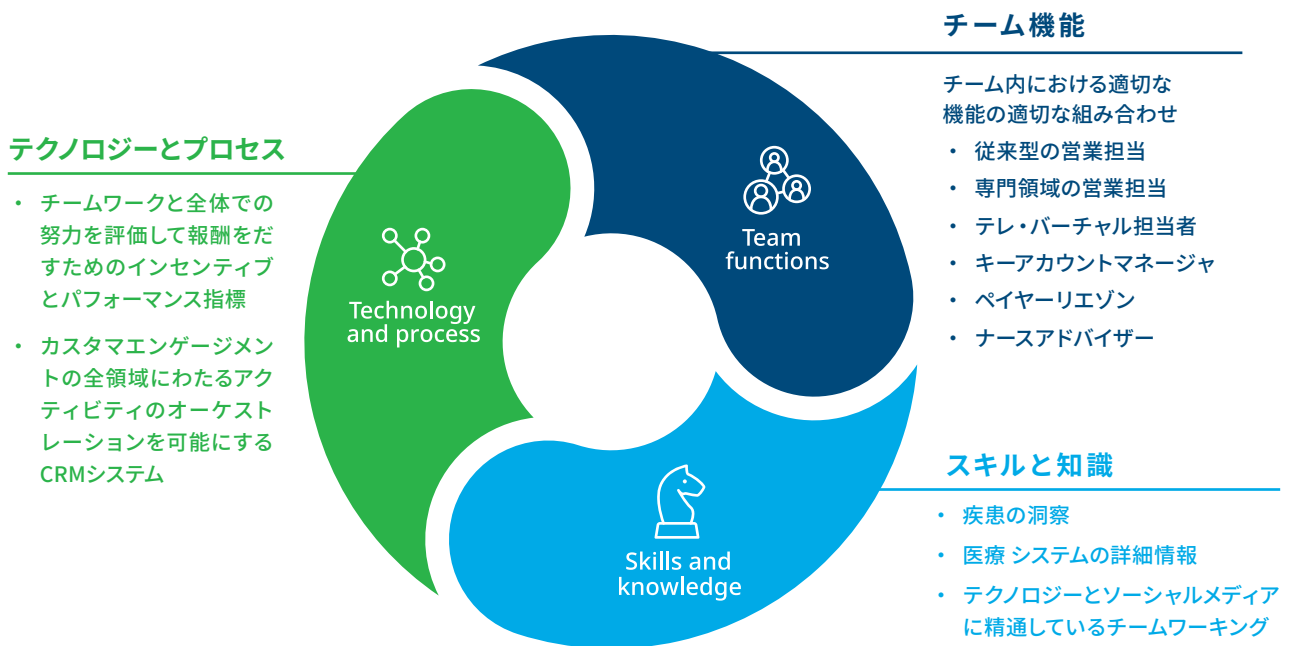 チーム機能
チーム内における適切な
機能の適切な組み合わせ
・ 従来型の営業担当
・ 専門領域の営業担当
・ テレ・バーチャル担当者
・ キーアカウントマネージャ
・ ペイヤーリエゾン
・ ナースアドバイザー
テクノロジーとプロセス
・ チームワークと全体での
努力を評価して報酬をだ
すためのインセンティブ
とパフォーマンス指標
・ カスタマエンゲージメン
トの全領域にわたるアク
ティビティのオーケスト
レーションを可能にする
CRMシステム
Team
functions
Technology
and process
Skills and
knowledge
スキルと知識
・ 疾患の洞察
・ 医療 システムの詳細情報
・ テクノロジーとソーシャルメディア
に精通しているチームワーキング